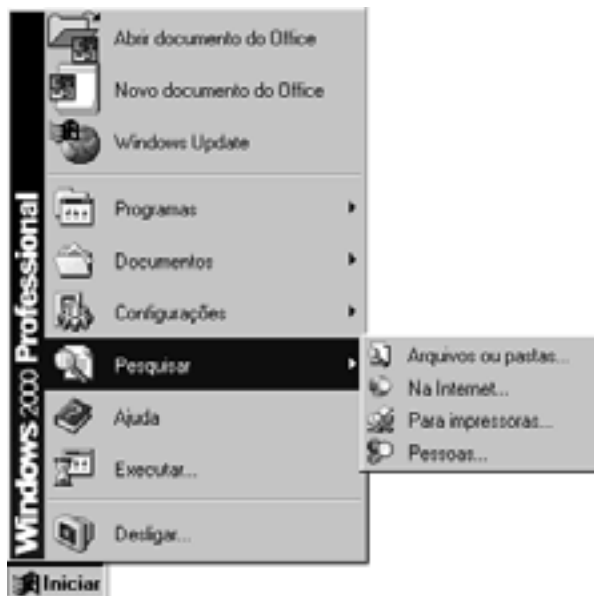 Abrir documento do Office
Novo documento do Office
Windows Update
Programas
Documentos
Configurações
Pesquisar
Arquivos ou pastas...
Na Internet...
Para impressoras...
Pessoas...
Ajuda
Executar...
Desligar...
Windows 2000 Professional
Iniciar